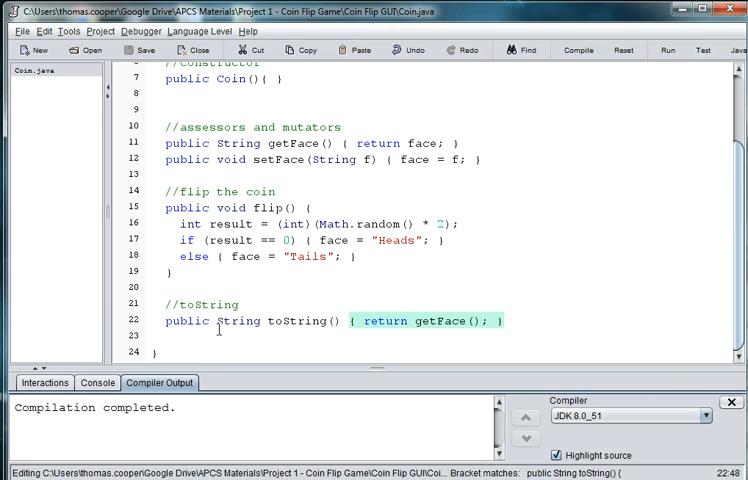 C:\Users\thomas.cooper\Google Drive\APCS Materials\Project 1 - Coin Flip Game\Coin Flip GUI\Coin.java
File Edit Tools Project Debugger Language Level Help
New Open Save Close Cut Copy Paste Undo Redo Find Compile Reset Run Test Java
Coin.java
6 //constructor
7 public Coin(){ }
8
9
10 //assessors and mutators
11 public String getFace() { return face; }
12 public void setFace(String f) { face = f; }
13
14 //flip the coin
15 public void flip() {
16 int result = (int)(Math.random() * 2);
17 if (result == 0) { face = "Heads"; }
18 else { face = "Tails"; }
19 }
20
21 //toString
22 public String toString() { return getFace(); }
23
24 }
Interactions Console Compiler Output
Compilation completed.
Compiler
JDK 8.0_51
Highlight source
Editing C:\Users\thomas.cooper\Google Drive\APCS Materials\Project 1 - Coin Flip Game\Coin Flip GUI\Coi... Bracket matches: public String toString() { 22:48